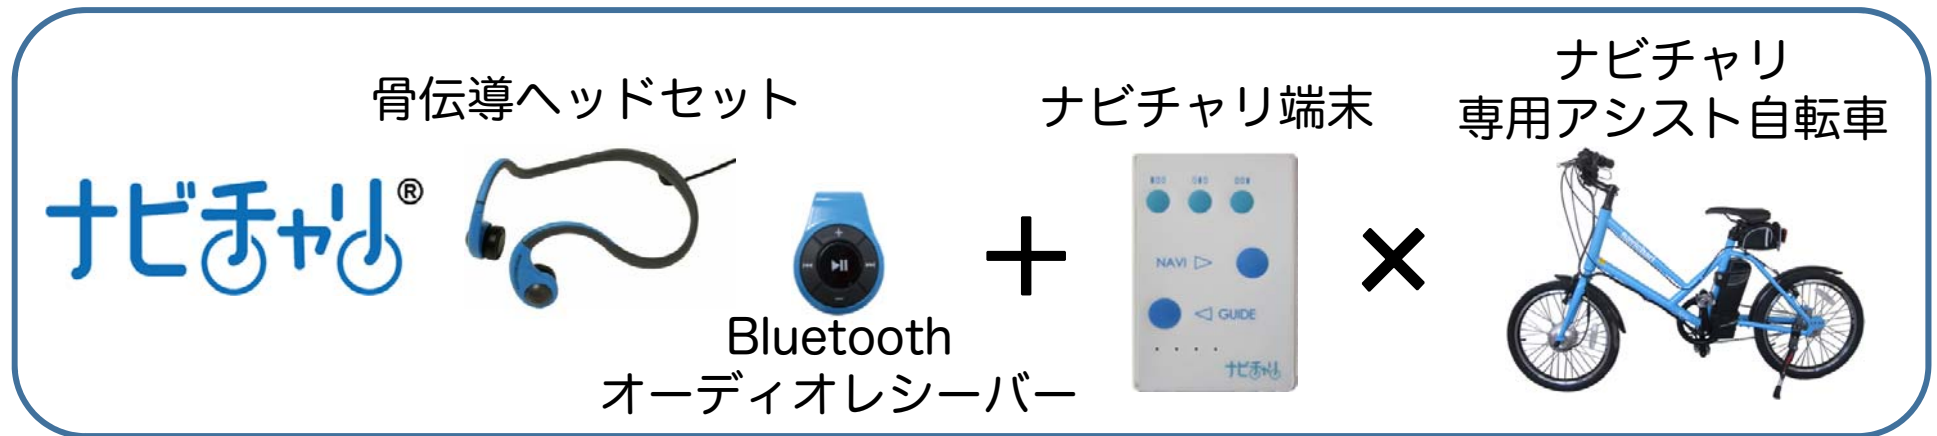 ナビチャリ®
骨伝導ヘッドセット
Bluetooth
オーディオレシーバー
+
ナビチャリ端末
NAVI ▷
◁ GUIDE
ナビチャリ
×
ナビチャリ
専用アシスト自転車